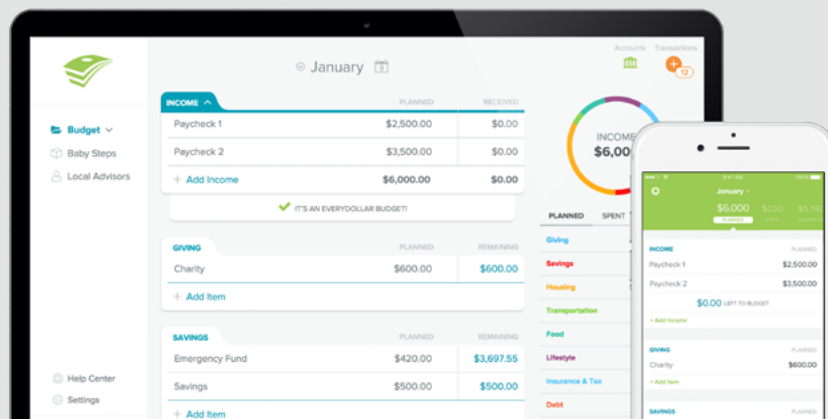 Accounts Transactions
January
12
Budget
Baby Steps
Local Advisors
Help Center
Settings
INCOME PLANNED RECEIVED
Paycheck 1 $2,500.00 $0.00
Paycheck 2 $3,500.00 $0.00
+ Add Income $6,000.00 $0.00
IT'S AN EVERYDOLLAR BUDGET!
GIVING PLANNED REMAINING
Charity $600.00 $600.00
+ Add Item
SAVINGS PLANNED REMAINING
Emergency Fund $420.00 $3,697.55
Savings $500.00 $500.00
+ Add Item
INCOME
$6,00
PLANNED SPENT
Giving
Savings
Housing
Transportation
Food
Lifestyle
Insurance & Tax
Debt
9:41 AM
January
$6,000 $220
PLANNED
INCOME PLANNED
Paycheck 1 $2,500.00
Paycheck 2 $3,500.00
$0.00 LEFT TO BUDGET
+ Add Income
GIVING PLANNED
Charity $600.00
+ Add Item
SAVINGS PLANNED